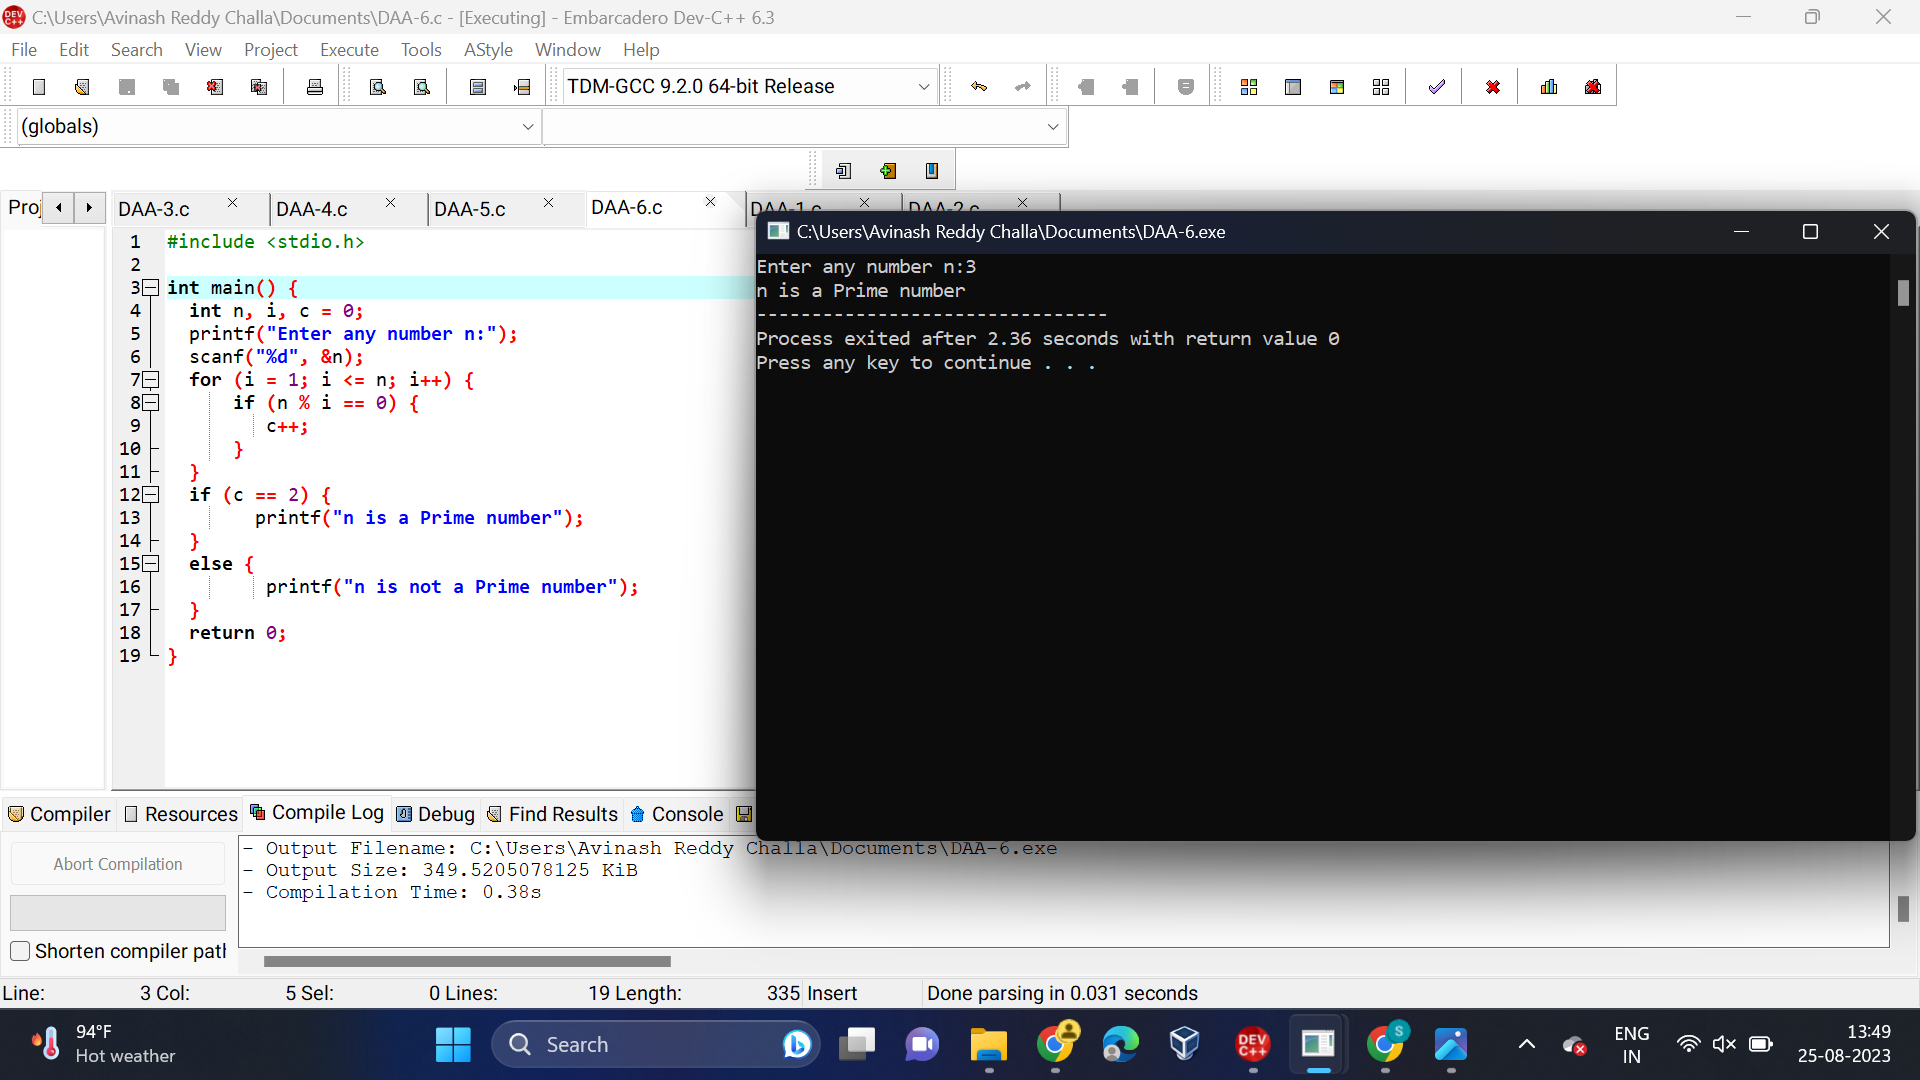 DEV C++ C:\Users\Avinash Reddy Challa\Documents\DAA-6.c - [Executing] - Embarcadero Dev-C++ 6.3
File Edit Search View Project Execute Tools AStyle Window Help
TDM-GCC 9.2.0 64-bit Release
(globals)
Proj DAA-3.c DAA-4.c DAA-5.c DAA-6.c DAA-1.c DAA-2.c
1 #include <stdio.h>
2
3 int main() {
4 int n, i, c = 0;
5 printf("Enter any number n:");
6 scanf("%d", &n);
7 for (i = 1; i <= n; i++) {
8 if (n % i == 0) {
9 c++;
10 }
11 }
12 if (c == 2) {
13 printf("n is a Prime number");
14 }
15 else {
16 printf("n is not a Prime number");
17 }
18 return 0;
19 }
C:\Users\Avinash Reddy Challa\Documents\DAA-6.exe
Enter any number n:3
n is a Prime number
--------------------------------
Process exited after 2.36 seconds with return value 0
Press any key to continue . . .
Compiler Resources Compile Log Debug Find Results Console
Abort Compilation
Shorten compiler path
- Output Filename: C:\Users\Avinash Reddy Challa\Documents\DAA-6.exe
- Output Size: 349.5205078125 KiB
- Compilation Time: 0.38s
Line: 3 Col: 5 Sel: 0 Lines: 19 Length: 335 Insert Done parsing in 0.031 seconds
94°F
Hot weather
Search
DEV C++
S
ENG
IN
13:49
25-08-2023